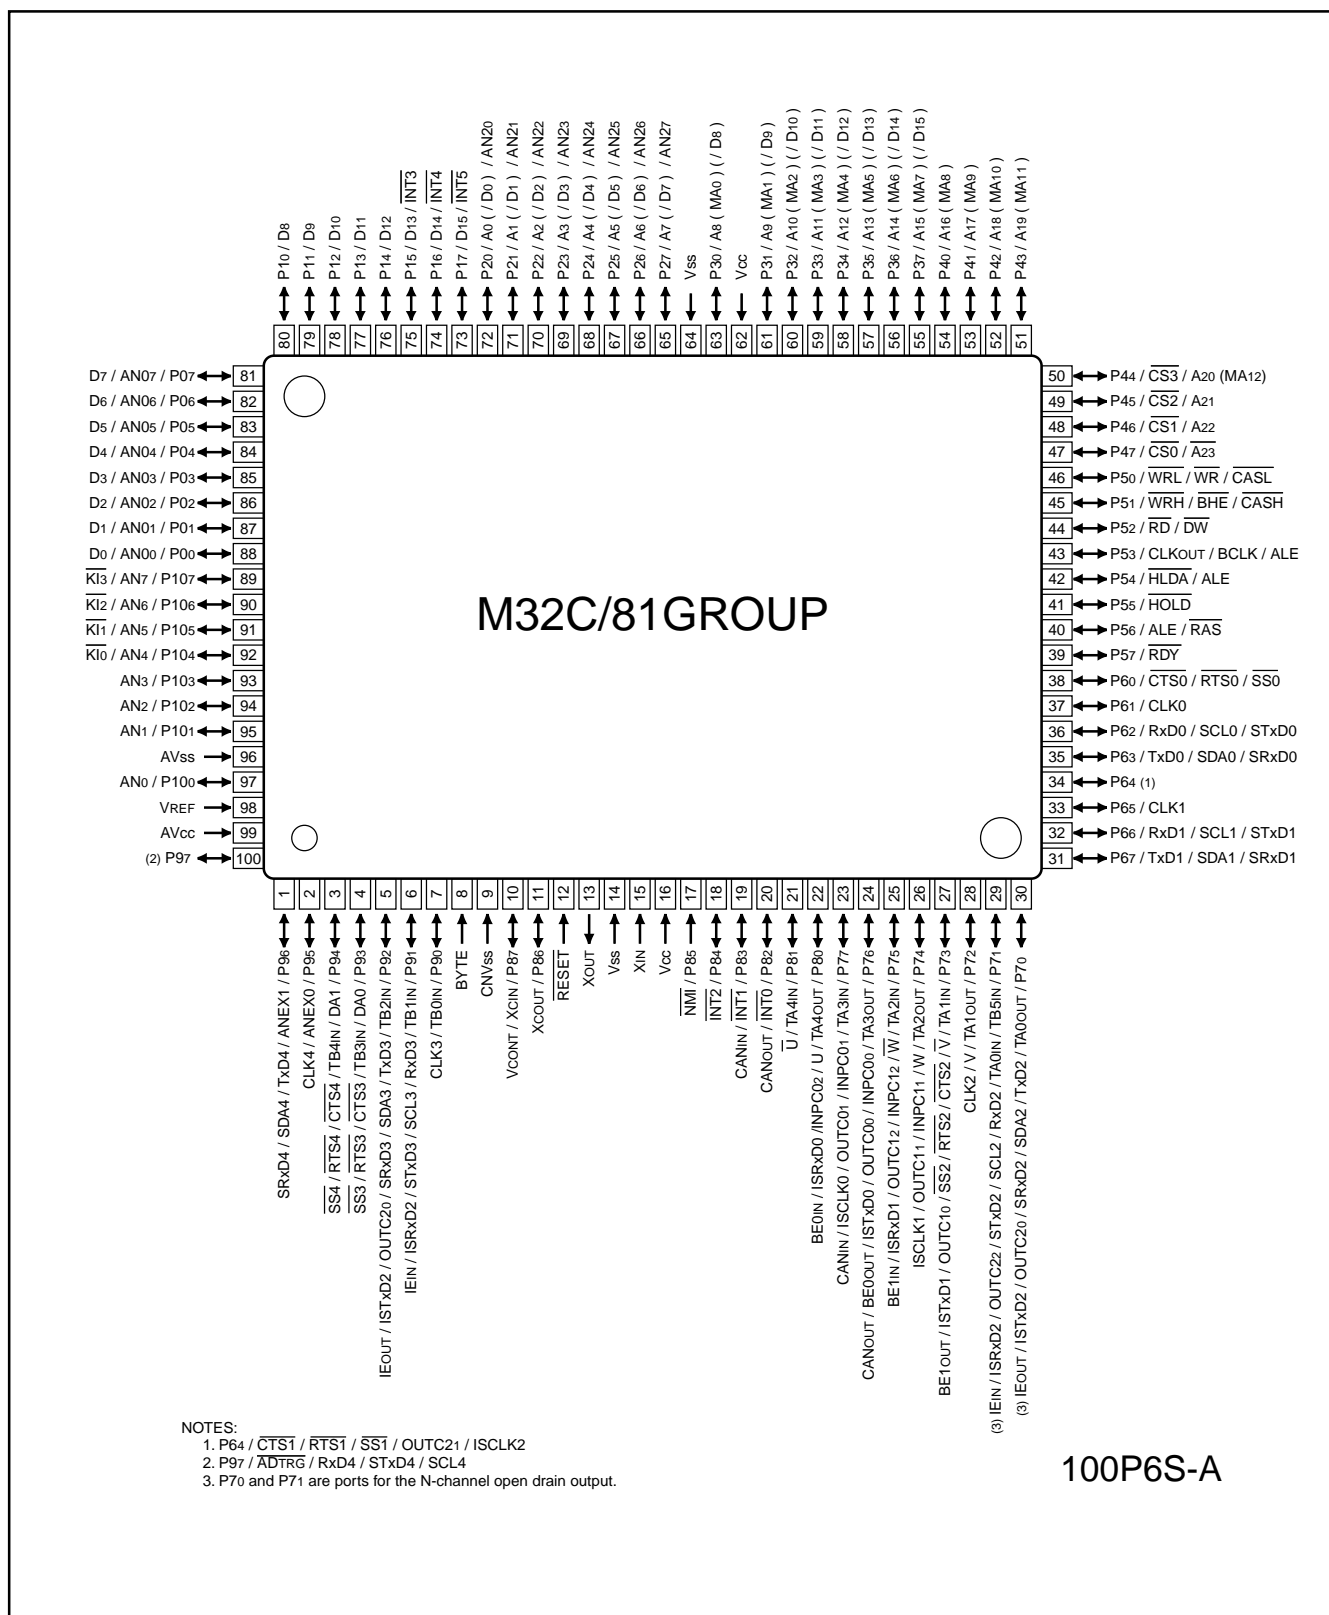 P10 / D8
P11 / D9
P12 / D10
P13 / D11
P14 / D12
P15 / D13 / INT3
P16 / D14 / INT4
P17 / D15 / INT5
P20 / A0 ( / D0 ) / AN20
P21 / A1 ( / D1 ) / AN21
P22 / A2 ( / D2 ) / AN22
P23 / A3 ( / D3 ) / AN23
P24 / A4 ( / D4 ) / AN24
P25 / A5 ( / D5 ) / AN25
P26 / A6 ( / D6 ) / AN26
P27 / A7 ( / D7 ) / AN27
Vss
P30 / A8 ( MA0 ) ( / D8 )
Vcc
P31 / A9 ( MA1 ) ( / D9 )
P32 / A10 ( MA2 ) ( / D10 )
P33 / A11 ( MA3 ) ( / D11 )
P34 / A12 ( MA4 ) ( / D12 )
P35 / A13 ( MA5 ) ( / D13 )
P36 / A14 ( MA6 ) ( / D14 )
P37 / A15 ( MA7 ) ( / D15 )
P40 / A16 ( MA8 )
P41 / A17 ( MA9 )
P42 / A18 ( MA10 )
P43 / A19 ( MA11 )
80 79 78 77 76 75 74 73 72 71 70 69 68 67 66 65 64 63 62 61 60 59 58 57 56 55 54 53 52 51
D7 / AN07 / P07 81
D6 / AN06 / P06 82
D5 / AN05 / P05 83
D4 / AN04 / P04 84
D3 / AN03 / P03 85
D2 / AN02 / P02 86
D1 / AN01 / P01 87
D0 / AN00 / P00 88
KI3 / AN7 / P107 89
KI2 / AN6 / P106 90
KI1 / AN5 / P105 91
KI0 / AN4 / P104 92
AN3 / P103 93
AN2 / P102 94
AN1 / P101 95
AVss 96
AN0 / P100 97
VREF 98
AVcc 99
(2) P97 100
M32C/81GROUP
50 P44 / CS3 / A20 (MA12)
49 P45 / CS2 / A21
48 P46 / CS1 / A22
47 P47 / CS0 / A23
46 P50 / WRL / WR / CASL
45 P51 / WRH / BHE / CASH
44 P52 / RD / DW
43 P53 / CLKOUT / BCLK / ALE
42 P54 / HLDA / ALE
41 P55 / HOLD
40 P56 / ALE / RAS
39 P57 / RDY
38 P60 / CTS0 / RTS0 / SS0
37 P61 / CLK0
36 P62 / RxD0 / SCL0 / STxD0
35 P63 / TxD0 / SDA0 / SRxD0
34 P64 (1)
33 P65 / CLK1
32 P66 / RxD1 / SCL1 / STxD1
31 P67 / TxD1 / SDA1 / SRxD1
1 2 3 4 5 6 7 8 9 10 11 12 13 14 15 16 17 18 19 20 21 22 23 24 25 26 27 28 29 30
SRxD4 / SDA4 / TxD4 / ANEX1 / P96
CLK4 / ANEX0 / P95
SS4 / RTS4 / CTS4 / TB4IN / DA1 / P94
SS3 / RTS3 / CTS3 / TB3IN / DA0 / P93
IEOUT / ISTxD2 / OUTC20 / SRxD3 / SDA3 / TxD3 / TB2IN / P92
IEIN / ISRxD2 / STxD3 / SCL3 / RxD3 / TB1IN / P91
CLK3 / TB0IN / P90
BYTE
CNVss
VCONT / XCIN / P87
XCOUT / P86
RESET
XOUT
Vss
XIN
Vcc
NMI / P85
INT2 / P84
CANIN / INT1 / P83
CANOUT / INT0 / P82
U / TA4IN / P81
BE0IN / ISRxD0 /INPC02 / U / TA4OUT / P80
CANIN / ISCLK0 / OUTC01 / INPC01 / TA3IN / P77
CANOUT / BE0OUT / ISTxD0 / OUTC00 / INPC00 / TA3OUT / P76
BE1IN / ISRxD1 / OUTC12 / INPC12 / W / TA2IN / P75
ISCLK1 / OUTC11 / INPC11 / W / TA2OUT / P74
BE1OUT / ISTxD1 / OUTC10 / SS2 / RTS2 / CTS2 / V / TA1IN / P73
CLK2 / V / TA1OUT / P72
(3) IEIN / ISRxD2 / OUTC22 / STxD2 / SCL2 / RxD2 / TA0IN / TB5IN / P71
(3) IEOUT / ISTxD2 / OUTC20 / SRxD2 / SDA2 / TxD2 / TA0OUT / P70
NOTES:
1. P64 / CTS1 / RTS1 / SS1 / OUTC21 / ISCLK2
2. P97 / ADTRG / RxD4 / STxD4 / SCL4
3. P70 and P71 are ports for the N-channel open drain output.
100P6S-A